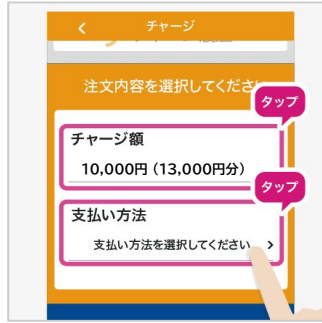 チャージ
注文内容を選択してください
タップ
チャージ額
10,000円（13,000円分）
タップ
支払い方法
支払い方法を選択してください